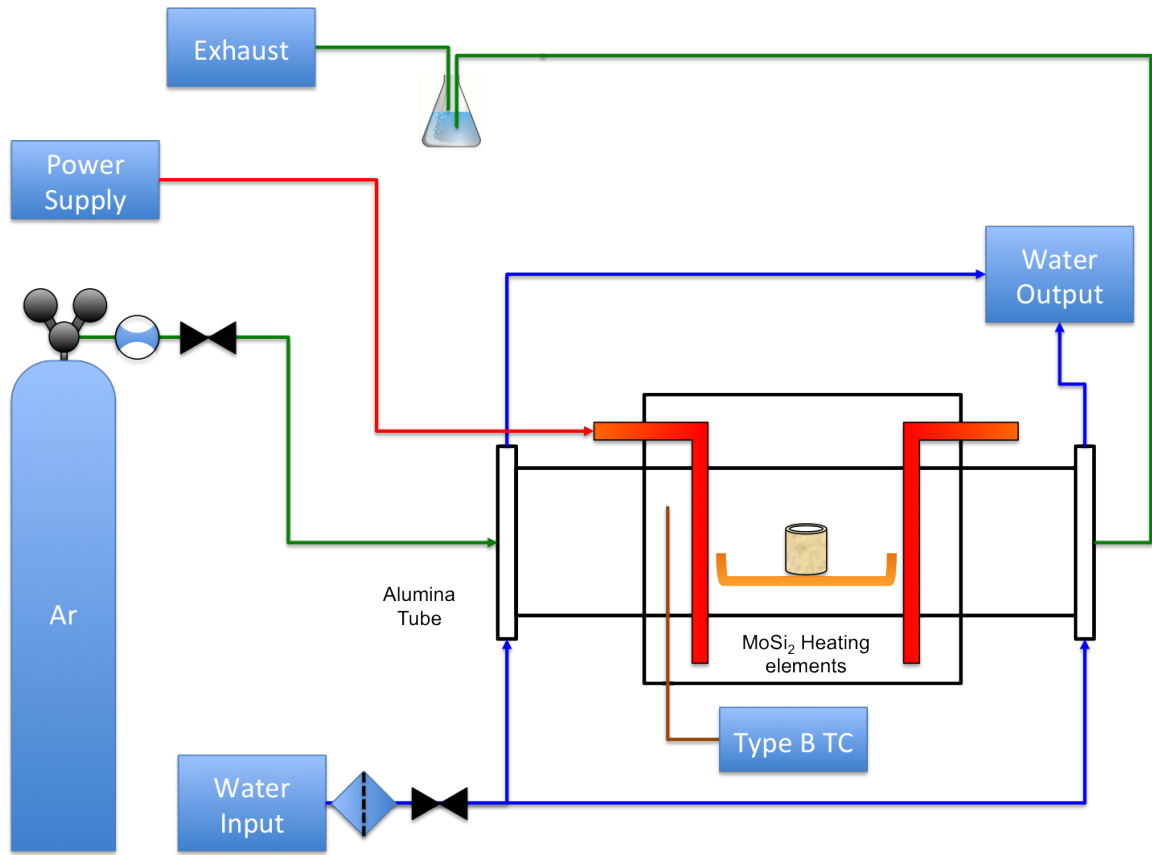 Exhaust
Power
Supply
Water
Output
Ar
Alumina
Tube
MoSi₂ Heating
elements
Type B TC
Water
Input